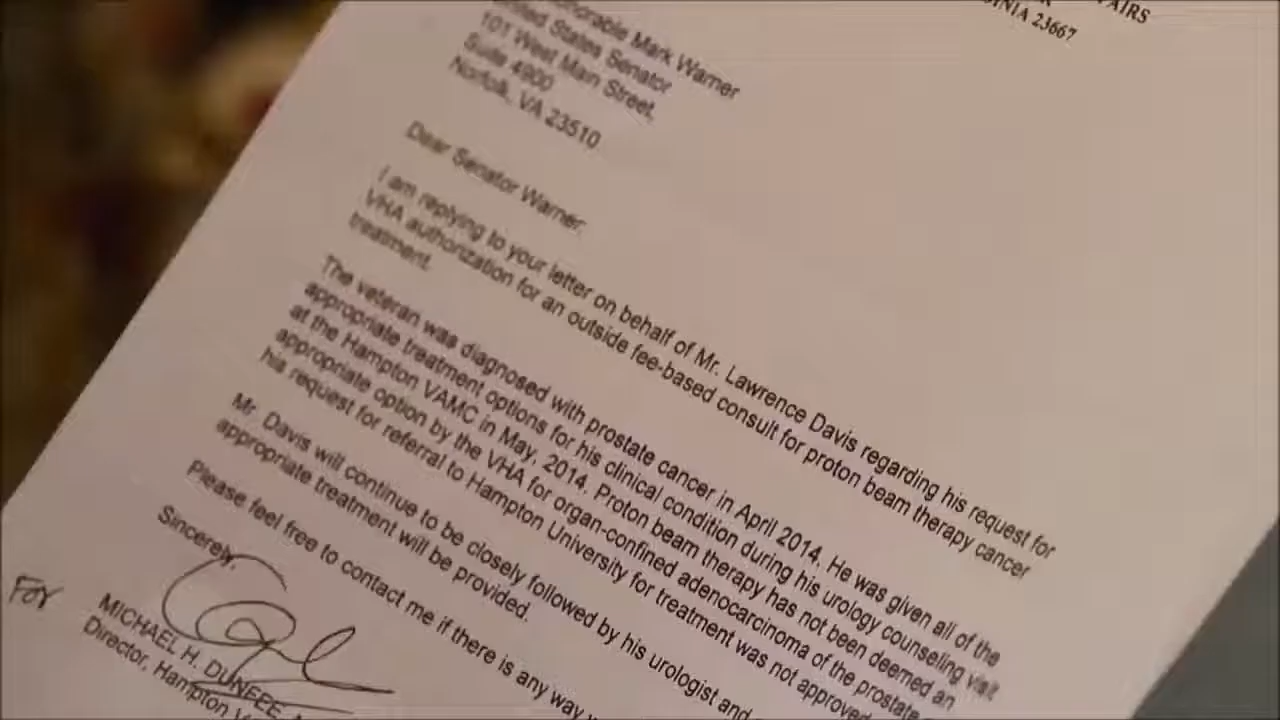 AIRS
INIA 23667
norable Mark Warner
nited States Senator
101 West Main Street,
Suite 4900
Norfolk, VA 23510
Dear Senator Warner:
I am replying to your letter on behalf of Mr. Lawrence Davis regarding his request for
VHA authorization for an outside fee-based consult for proton beam therapy cancer
treatment.
The veteran was diagnosed with prostate cancer in April 2014. He was given all of the
appropriate treatment options for his clinical condition during his urology counseling visit
at the Hampton VAMC in May, 2014. Proton beam therapy has not been deemed an
appropriate option by the VHA for organ-confined adenocarcinoma of the prostate
his request for referral to Hampton University for treatment was not approved
Mr. Davis will continue to be closely followed by his urologist and
appropriate treatment will be provided.
Please feel free to contact me if there is any way
Sincerely,
For
MICHAEL H. DUNFEE,
Director, Hampton V